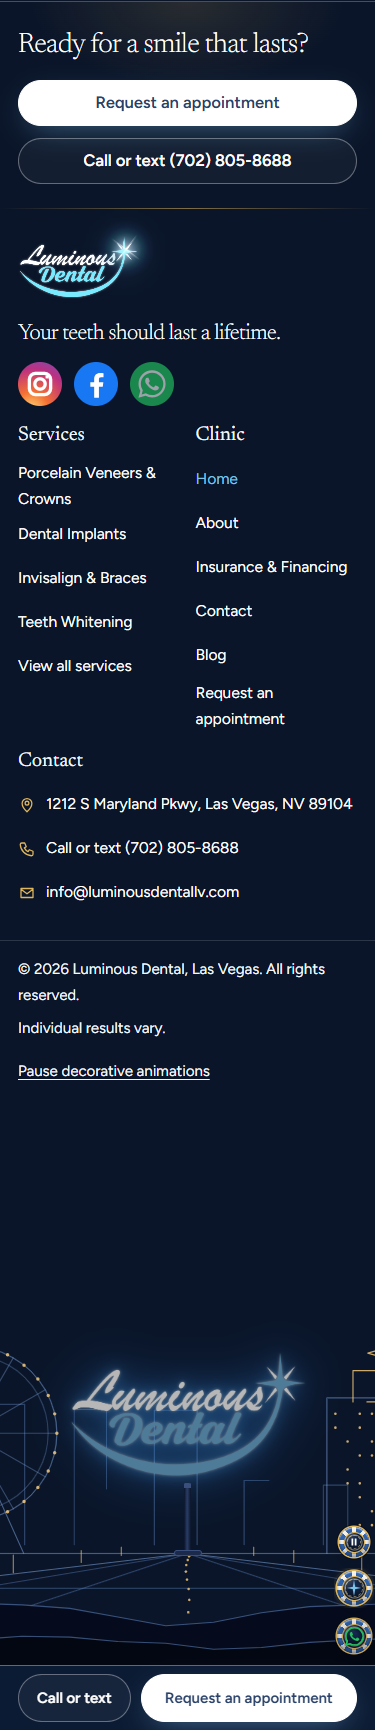 Ready for a smile that lasts?
Request an appointment
Call or text (702) 805-8688
Luminous
Dental
Your teeth should last a lifetime.
Services
Porcelain Veneers &
Crowns
Dental Implants
Invisalign & Braces
Teeth Whitening
View all services
Clinic
Home
About
Insurance & Financing
Contact
Blog
Request an
appointment
Contact
1212 S Maryland Pkwy, Las Vegas, NV 89104
Call or text (702) 805-8688
info@luminousdentallv.com
© 2026 Luminous Dental, Las Vegas. All rights
reserved.
Individual results vary.
Pause decorative animations
Luminous
Dental
Call or text
Request an appointment